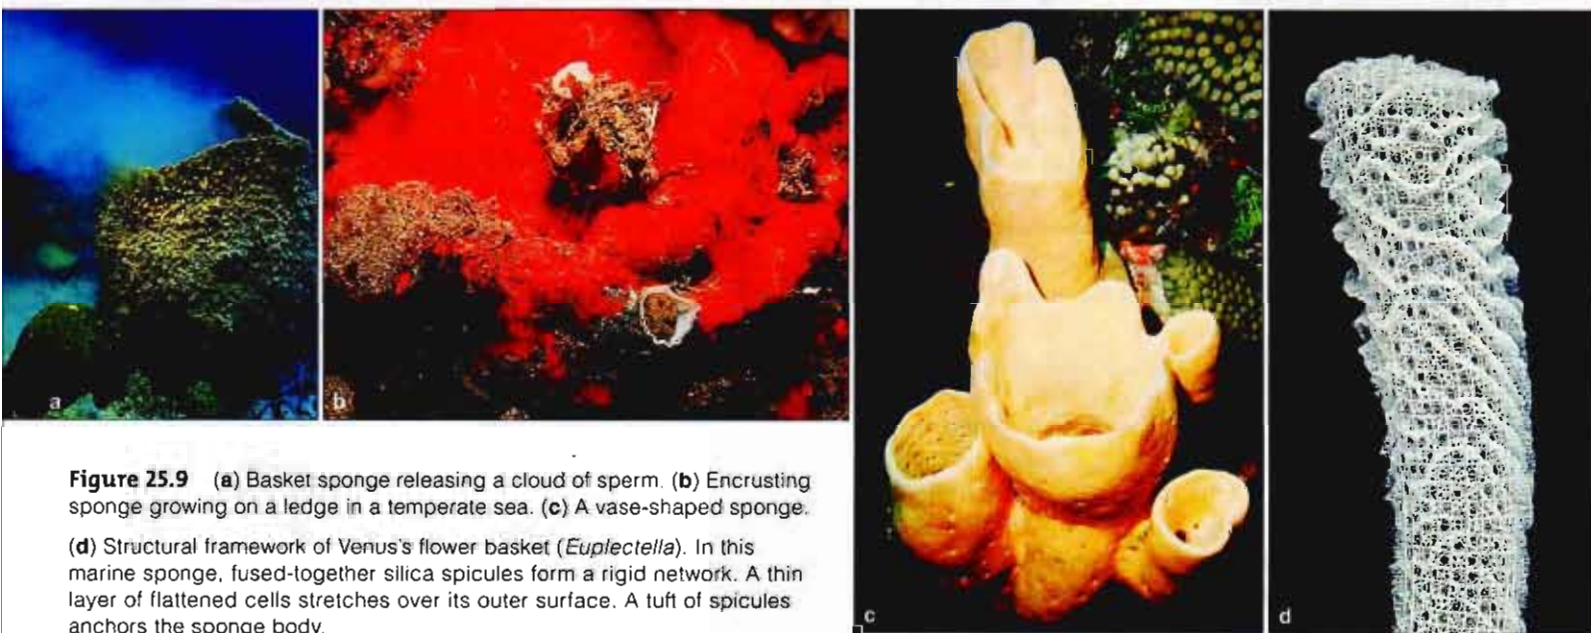 a
b
c
d
Figure 25.9 (a) Basket sponge releasing a cloud of sperm. (b) Encrusting
sponge growing on a ledge in a temperate sea. (c) A vase-shaped sponge.
(d) Structural framework of Venus's flower basket (Euplectella). In this
marine sponge, fused-together silica spicules form a rigid network. A thin
layer of flattened cells stretches over its outer surface. A tuft of spicules
anchors the sponge body.